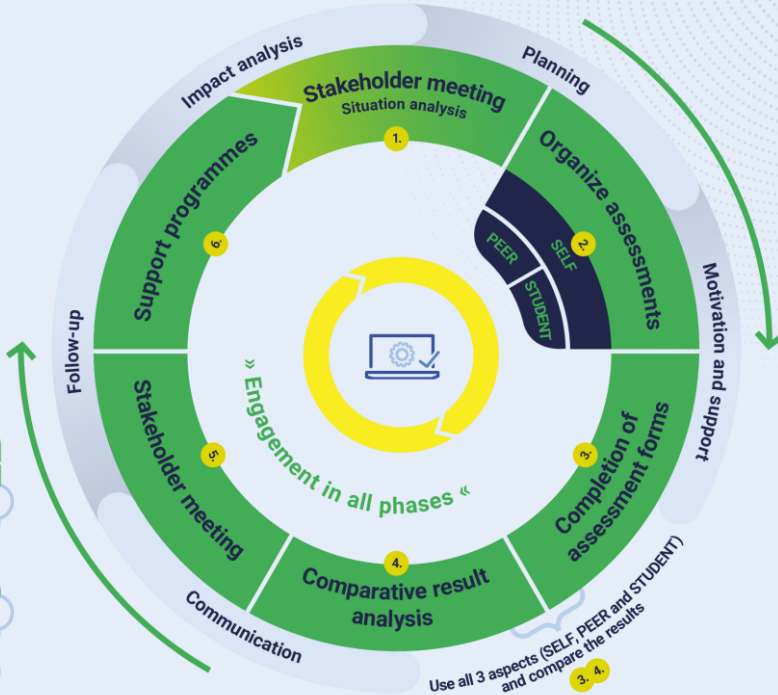 Impact analysis
Planning
Motivation and support
Communication
Follow-up
Stakeholder meeting
Situation analysis
1.
Organize assessments
2.
SELF
PEER
STUDENT
Completion of
assessment forms
3.
Comparative result
analysis
4.
Stakeholder meeting
5.
Support programmes
6.
» Engagement in all phases «
Use all 3 aspects (SELF, PEER and STUDENT)
and compare the results
3. 4.